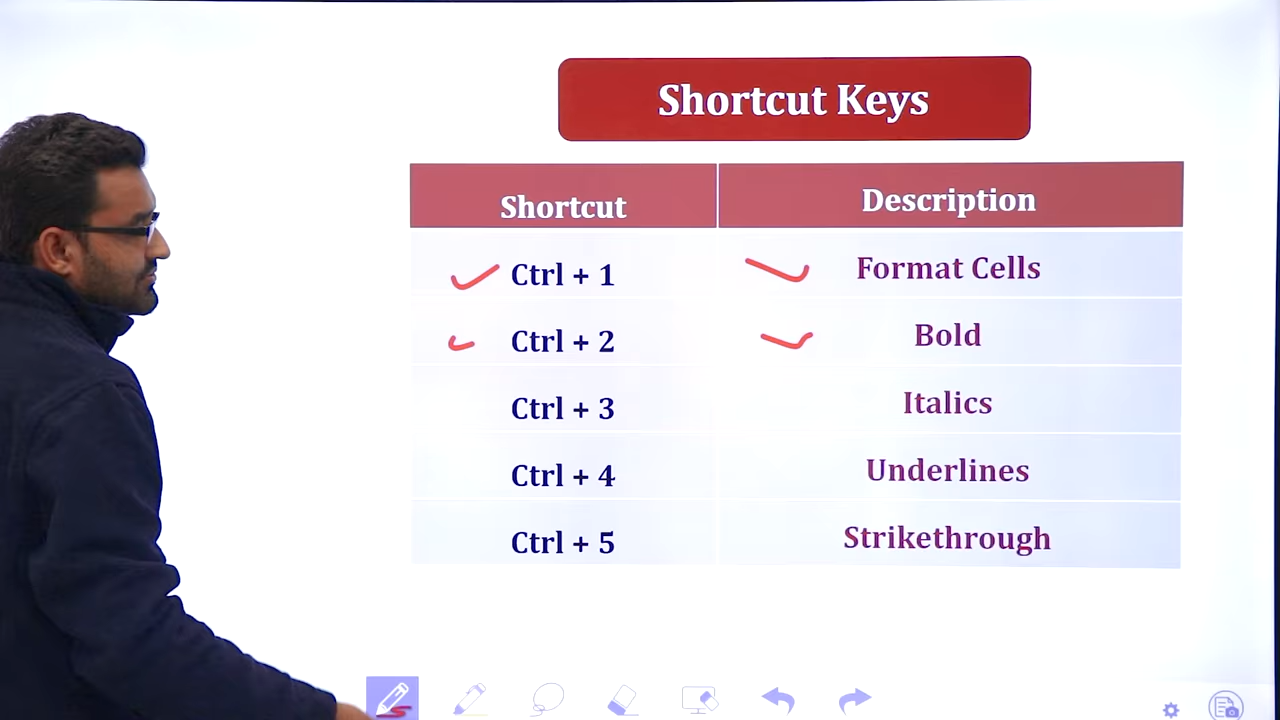 Shortcut Keys
Shortcut Description
Ctrl + 1 Format Cells
Ctrl + 2 Bold
Ctrl + 3 Italics
Ctrl + 4 Underlines
Ctrl + 5 Strikethrough